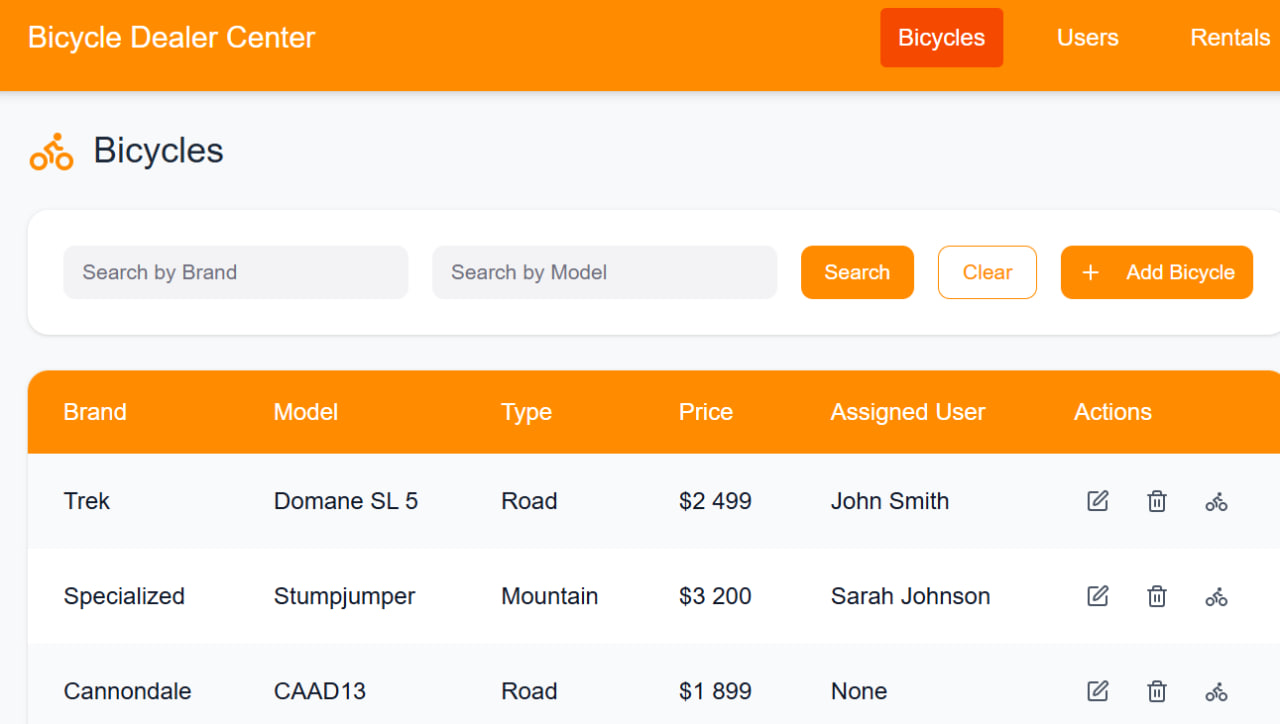 Bicycle Dealer Center Bicycles Users Rentals
Bicycles
Search by Brand Search by Model Search Clear + Add Bicycle
Brand Model Type Price Assigned User Actions
Trek Domane SL 5 Road $2 499 John Smith
Specialized Stumpjumper Mountain $3 200 Sarah Johnson
Cannondale CAAD13 Road $1 899 None